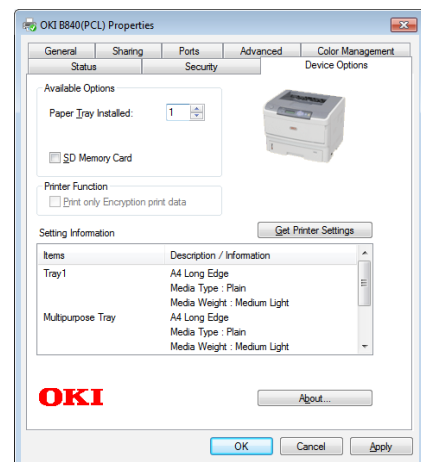 OKI B840(PCL) Properties
General Sharing Ports Advanced Color Management
Status Security Device Options
Available Options
Paper Tray Installed: 1
SD Memory Card
Printer Function
Print only Encryption print data
Setting Information Get Printer Settings
Items Description / Information
Tray1 A4 Long Edge
Media Type : Plain
Media Weight : Medium Light
Multipurpose Tray A4 Long Edge
Media Type : Plain
Media Weight : Medium Light
OKI About...
OK Cancel Apply